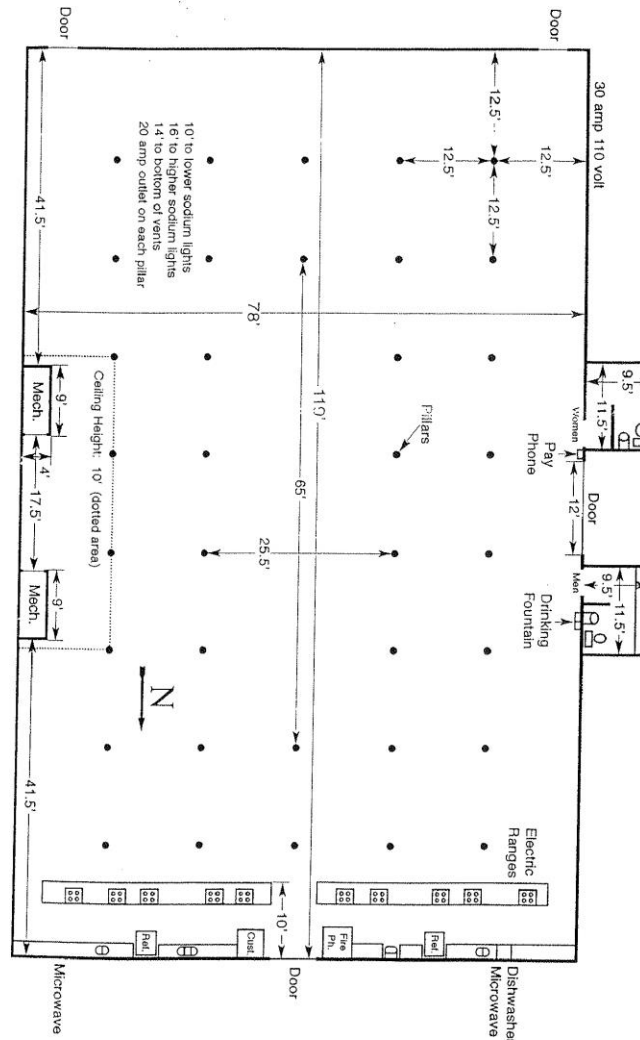 Door
Door
30 amp 110 volt
12.5'
12.5'
12.5'
12.5'
10' to lower sodium lights
16' to higher sodium lights
14' to bottom of vents
20 amp outlet on each pillar
41.5'
78'
119'
65'
9.5'
11.5'
Women
Pay
Phone
Pillars
Door
12'
Mech.
9'
4'
Ceiling Height: 10' (dotted area)
17.5'
25.5'
Men
9.5'
11.5'
Drinking
Fountain
Mech.
9'
N
41.5'
Electric
Ranges
10'
Ref.
Cust.
Fire
Ph.
Ref.
Microwave
Door
Microwave
Dishwasher